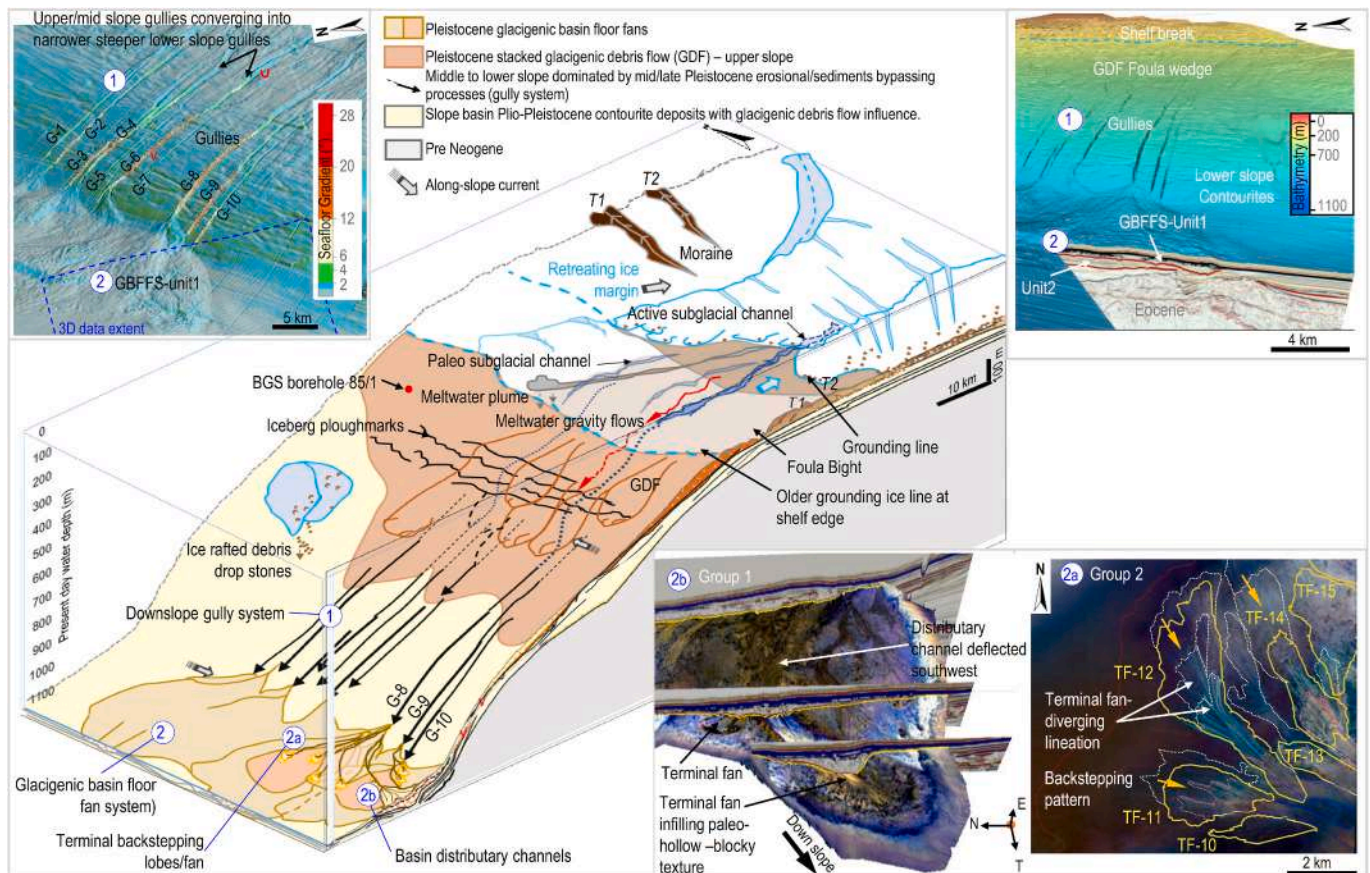 Upper/mid slope gullies converging into
narrower steeper lower slope gullies
N
1
G-1
G-2
G-3
G-4
G-5
G-6
G-7
G-8
G-9
G-10
Gullies
Seafloor Gradient (°)
28
20
12
6
4
2
2
GBFFS-unit1
3D data extent
5 km
Pleistocene glacigenic basin floor fans
Pleistocene stacked glacigenic debris flow (GDF) – upper slope
Middle to lower slope dominated by mid/late Pleistocene erosional/sediments bypassing
processes (gully system)
Slope basin Plio-Pleistocene contourite deposits with glacigenic debris flow influence.
Pre Neogene
Along-slope current
N
Shelf break
GDF Foula wedge
1
Gullies
Lower slope
Contourites
Bathymetry (m)
0
200
700
1100
GBFFS-Unit1
2
Unit2
Eocene
4 km
T1
T2
Moraine
Retreating ice
margin
Active subglacial channel
Paleo subglacial channel
BGS borehole 85/1
Meltwater plume
Meltwater gravity flows
Iceberg ploughmarks
T2
T1
10 km
Grounding line
Foula Bight
GDF
Older grounding ice line at
shelf edge
0
100
200
300
400
500
600
700
800
900
1000
1100
Present day water depth (m)
Ice rafted debris
drop stones
Downslope gully system
1
G-8
G-9
G-10
2
2a
2b
Glacigenic basin floor
fan system)
Terminal backstepping
lobes/fan
Basin distributary channels
2b Group 1
Distributary
channel deflected
southwest
Terminal fan
Terminal fan
infilling paleo-
hollow –blocky
texture
Down slope
E
N
T
2a Group 2
N
TF-15
TF-14
TF-12
Terminal fan-
diverging
lineation
TF-13
Backstepping
pattern
TF-11
TF-10
2 km